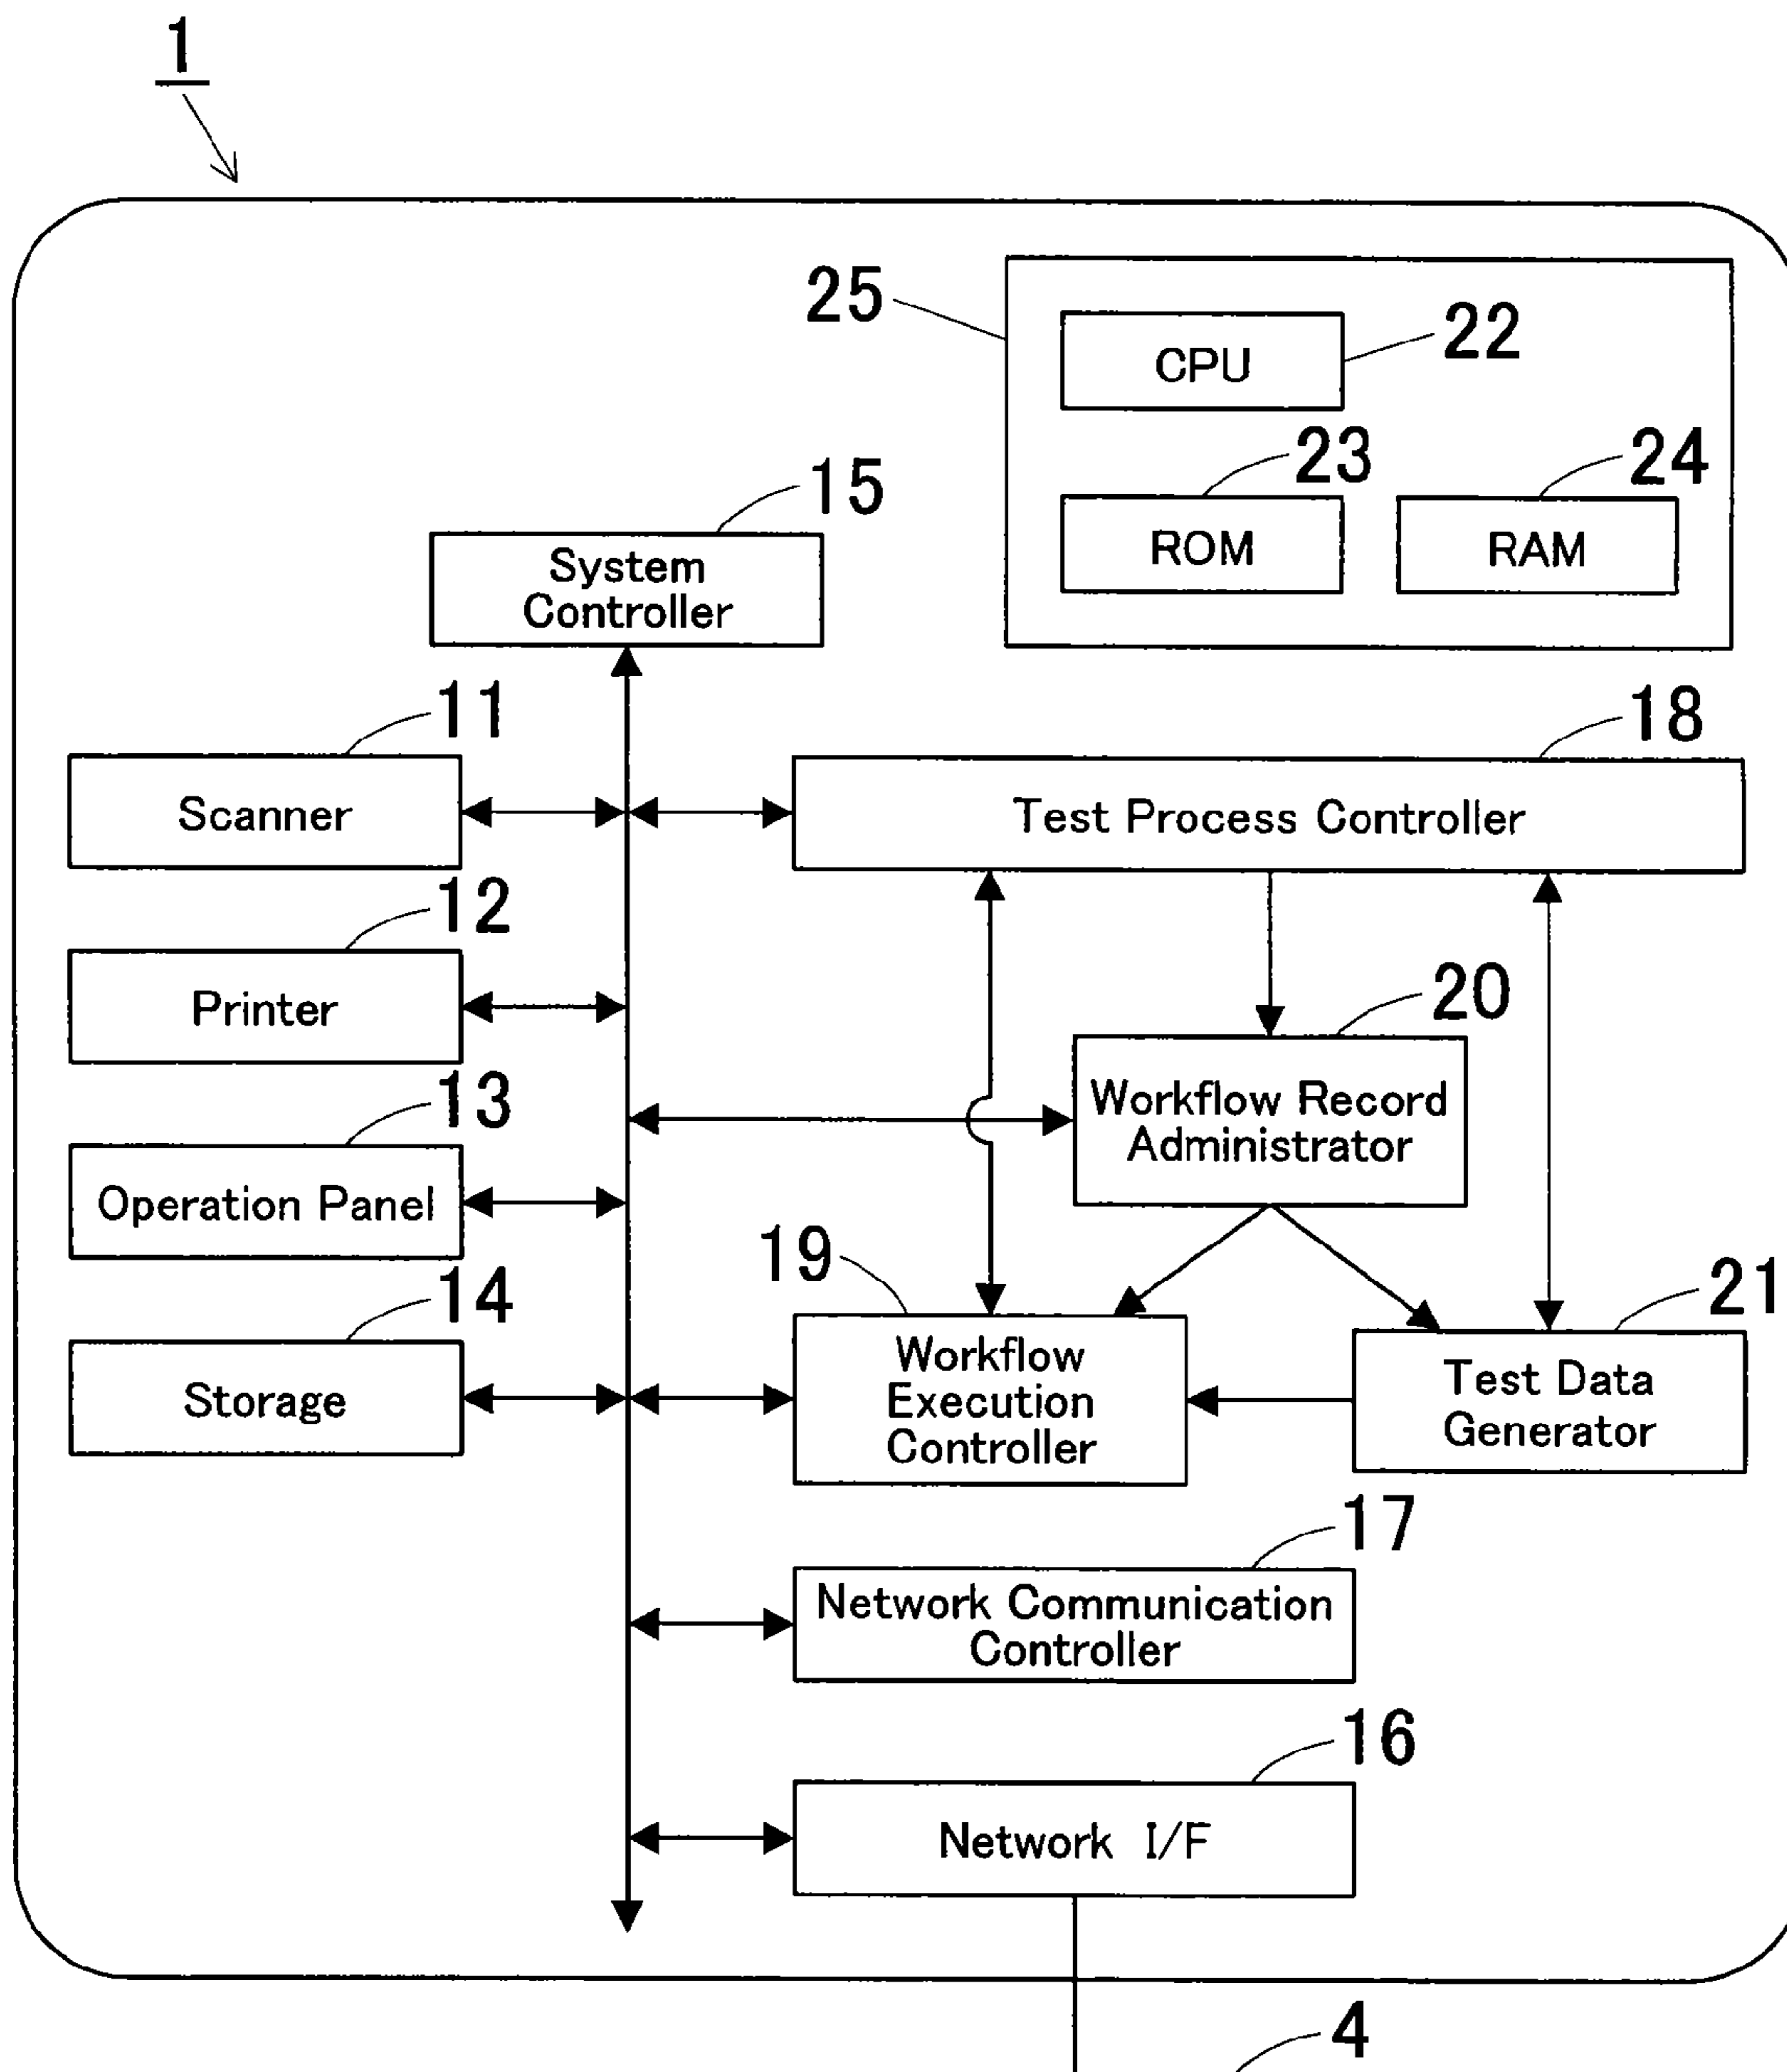 1
25
CPU
22
23
24
ROM
RAM
15
System
Controller
11
18
Scanner
Test Process Controller
12
Printer
20
Workflow Record
Administrator
13
Operation Panel
19
21
14
Workflow
Execution
Controller
Test Data
Generator
Storage
17
Network Communication
Controller
16
Network I/F
4